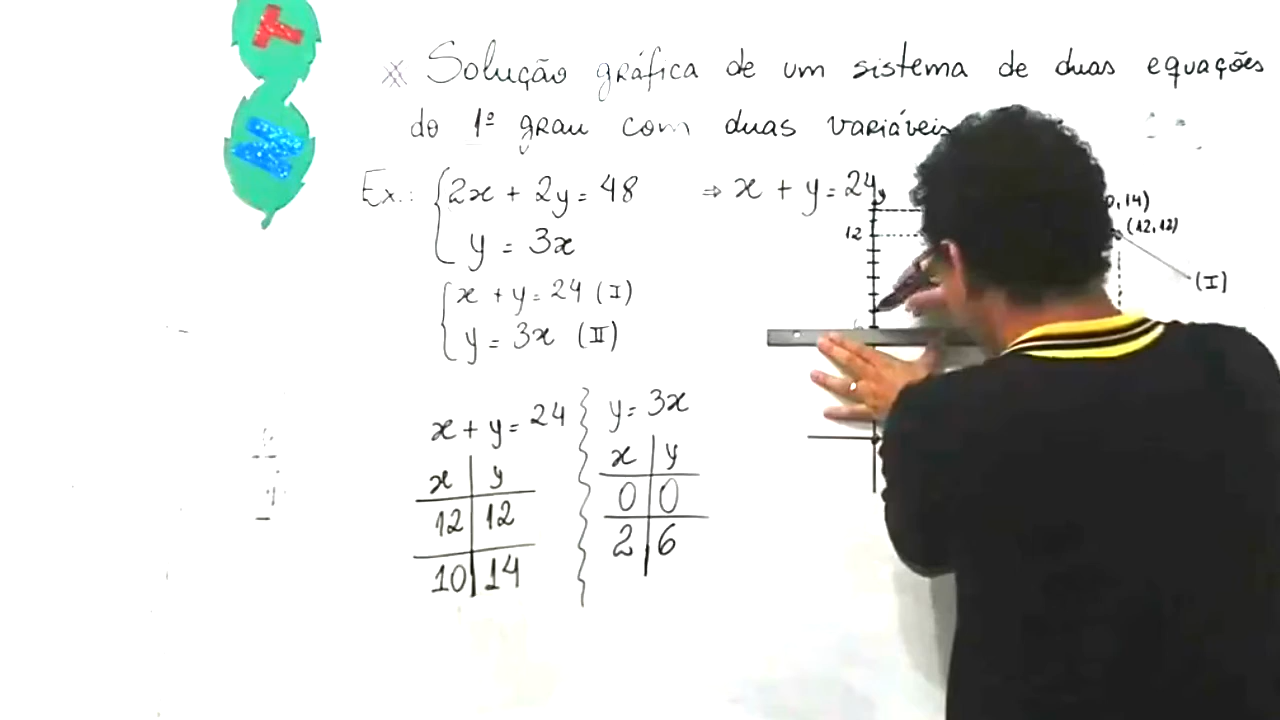 T
N
* Solução gráfica de um sistema de duas equações
do 1º grau com duas variáveis
Ex.: { 2x + 2y = 48 ⇒ x + y = 24
y = 3x
{ x + y = 24 (I)
y = 3x (II)
x + y = 24
x y
12 12
10 14
y = 3x
x y
0 0
2 6
y
, 14)
12
(12,12)
(I)